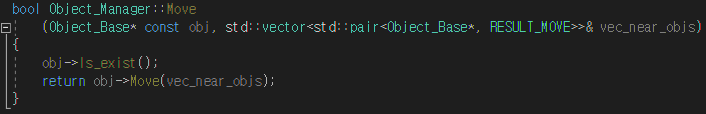 bool Object_Manager::Move
(Object_Base* const obj, std::vector<std::pair<Object_Base*, RESULT_MOVE>>& vec_near_objs)
{
obj->Is_exist();
return obj->Move(vec_near_objs);
}